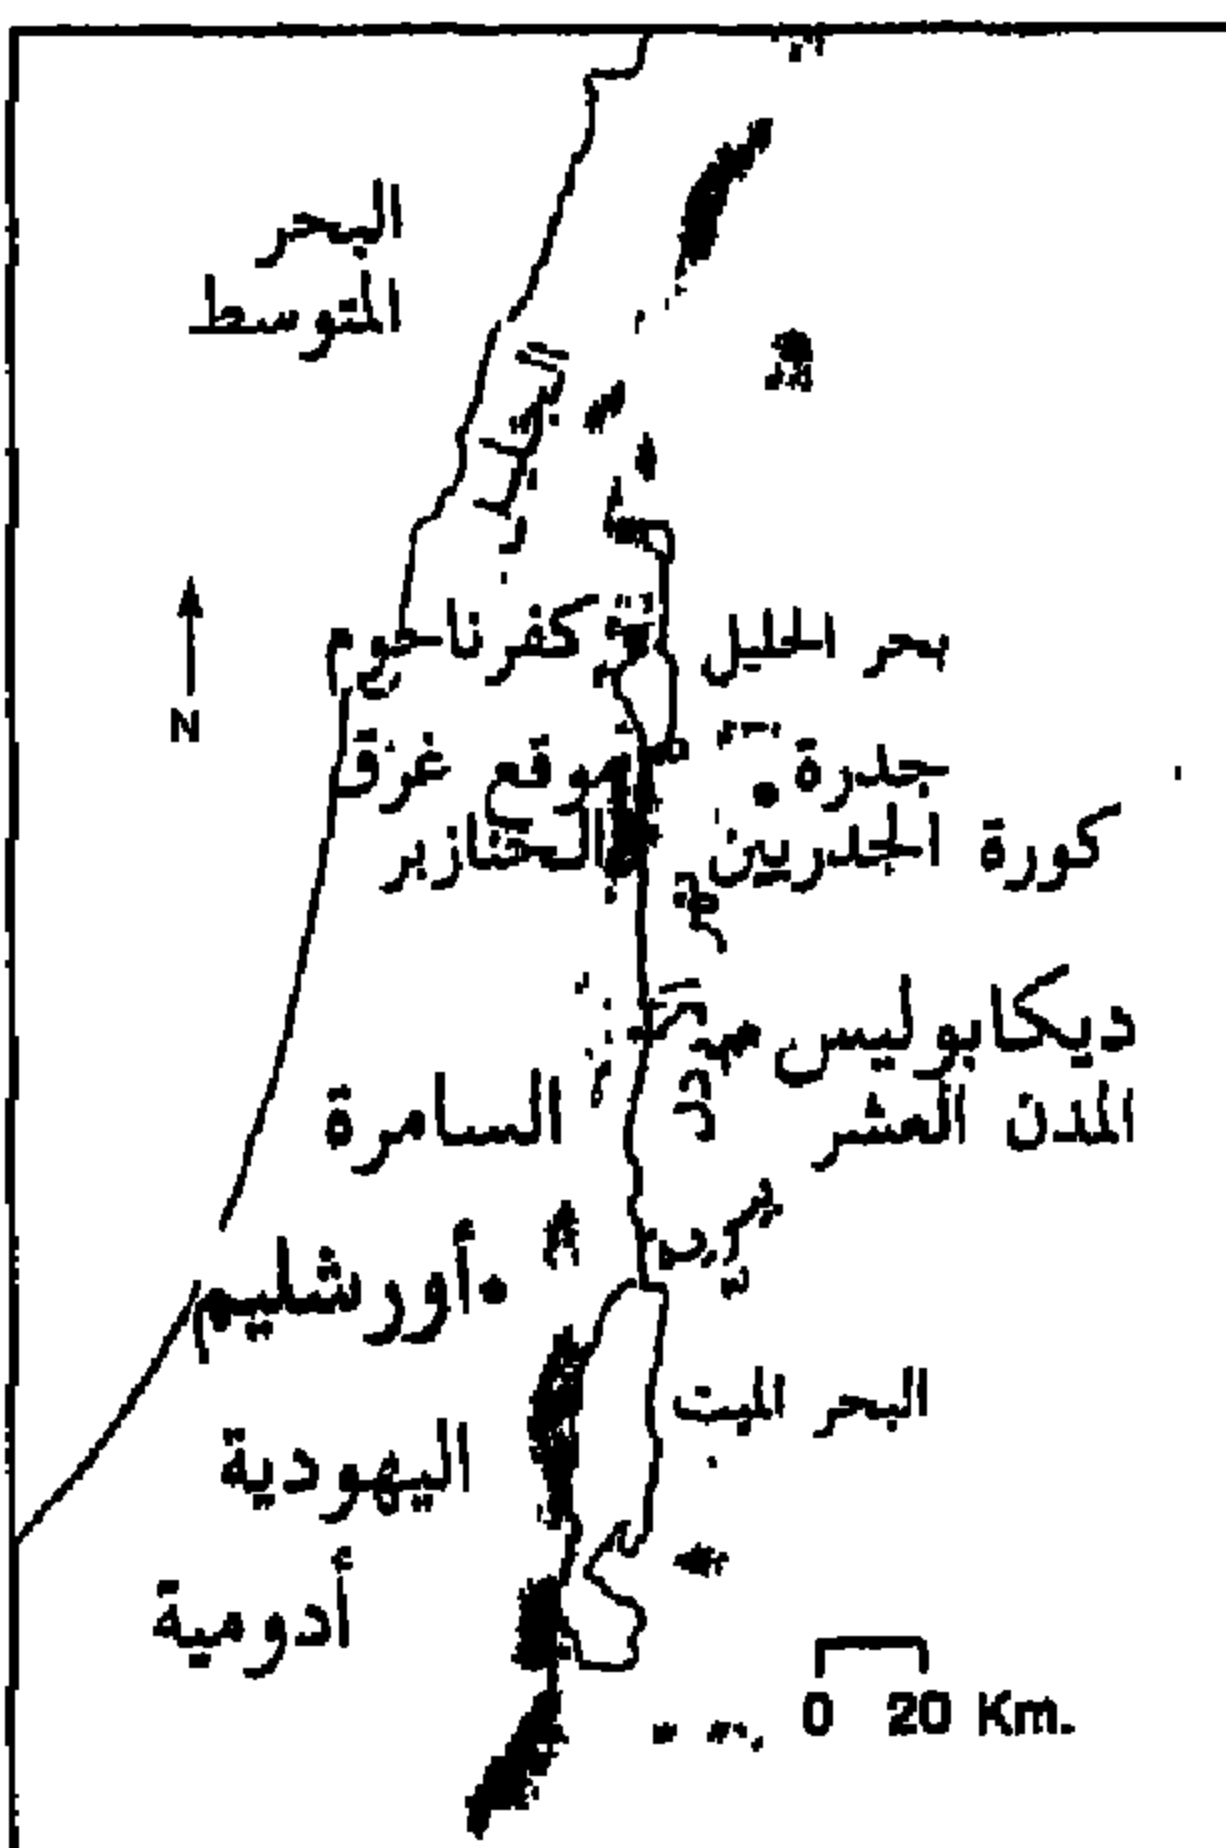 البحر
المتوسط
الجليل
كفرناحوم
بحر الخليل
N
موقع غرق
الخنازير
جدرة
كورة الجدريين
ديكابوليس
المدن العشر
السامرة
أورشليم
البحر الميت
اليهودية
أدومية
0 20 Km.